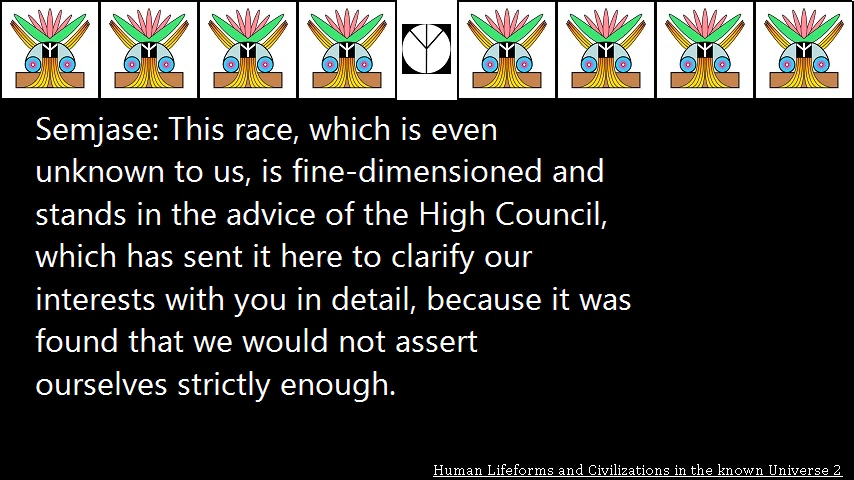 Semjase: This race, which is even
unknown to us, is fine-dimensioned and
stands in the advice of the High Council,
which has sent it here to clarify our
interests with you in detail, because it was
found that we would not assert
ourselves strictly enough.
Human Lifeforms and Civilizations in the known Universe 2